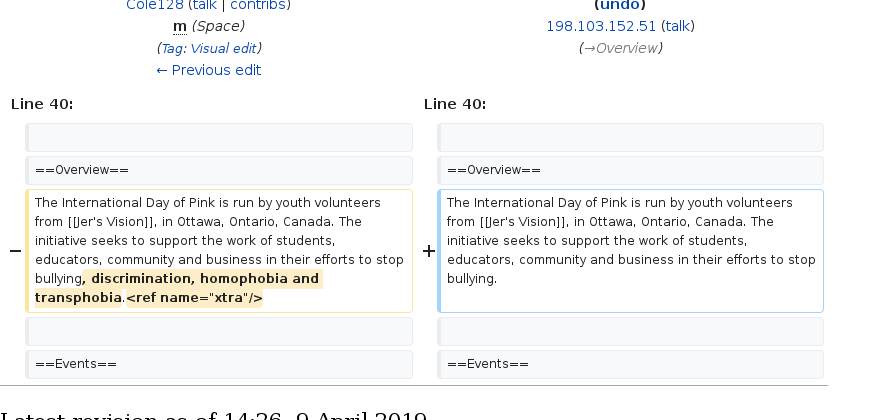 Cole128 (talk | contribs)
m (Space)
(Tag: Visual edit)
← Previous edit
(undo)
198.103.152.51 (talk)
(→Overview)
Line 40:
Line 40:
==Overview==
==Overview==
The International Day of Pink is run by youth volunteers
from [[Jer's Vision]], in Ottawa, Ontario, Canada. The
initiative seeks to support the work of students,
educators, community and business in their efforts to stop
bullying, discrimination, homophobia and
transphobia.<ref name="xtra"/>
The International Day of Pink is run by youth volunteers
from [[Jer's Vision]], in Ottawa, Ontario, Canada. The
initiative seeks to support the work of students,
educators, community and business in their efforts to stop
bullying.
−
+
==Events==
==Events==
Latest revision as of 14:26, 9 April 2019